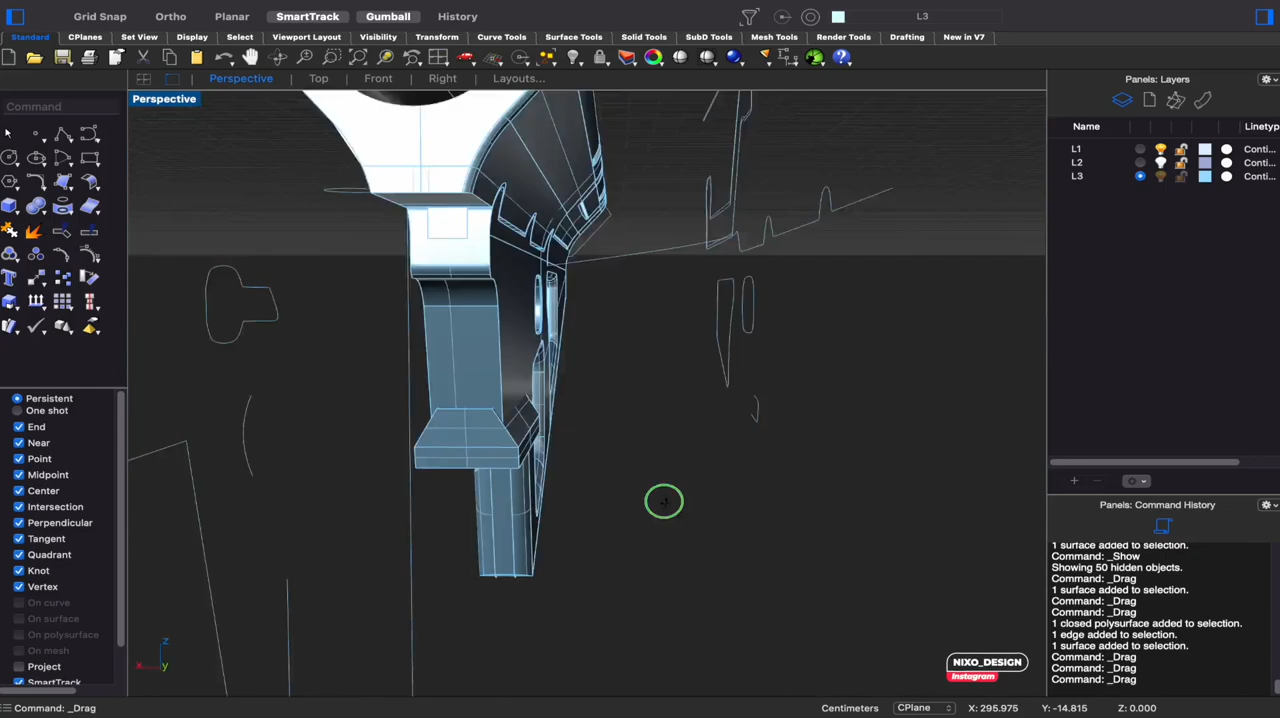 Grid Snap Ortho Planar SmartTrack Gumball History L3
Standard CPlanes Set View Display Select Viewport Layout Visibility Transform Curve Tools Surface Tools Solid Tools SubD Tools Mesh Tools Render Tools Drafting New in V7
Perspective Top Front Right Layouts...
Panels: Layers
Command
Perspective
Name Linetyp
L1 Conti...
L2 Conti...
L3 Conti...
Persistent
One shot
End
Near
Point
Midpoint
Center
Intersection
Perpendicular
Tangent
Quadrant
Knot
Vertex
On curve
On surface
On polysurface
On mesh
Project
SmartTrack
Panels: Command History
1 surface added to selection.
Command: _Show
Showing 50 hidden objects.
Command: _Drag
1 surface added to selection.
Command: _Drag
Command: _Drag
1 closed polysurface added to selection.
1 edge added to selection.
1 surface added to selection.
Command: _Drag
Command: _Drag
Command: _Drag
z
x y
NIXO_DESIGN
Instagram
Command: _Drag Centimeters CPlane X: 295.975 Y: -14.815 Z: 0.000